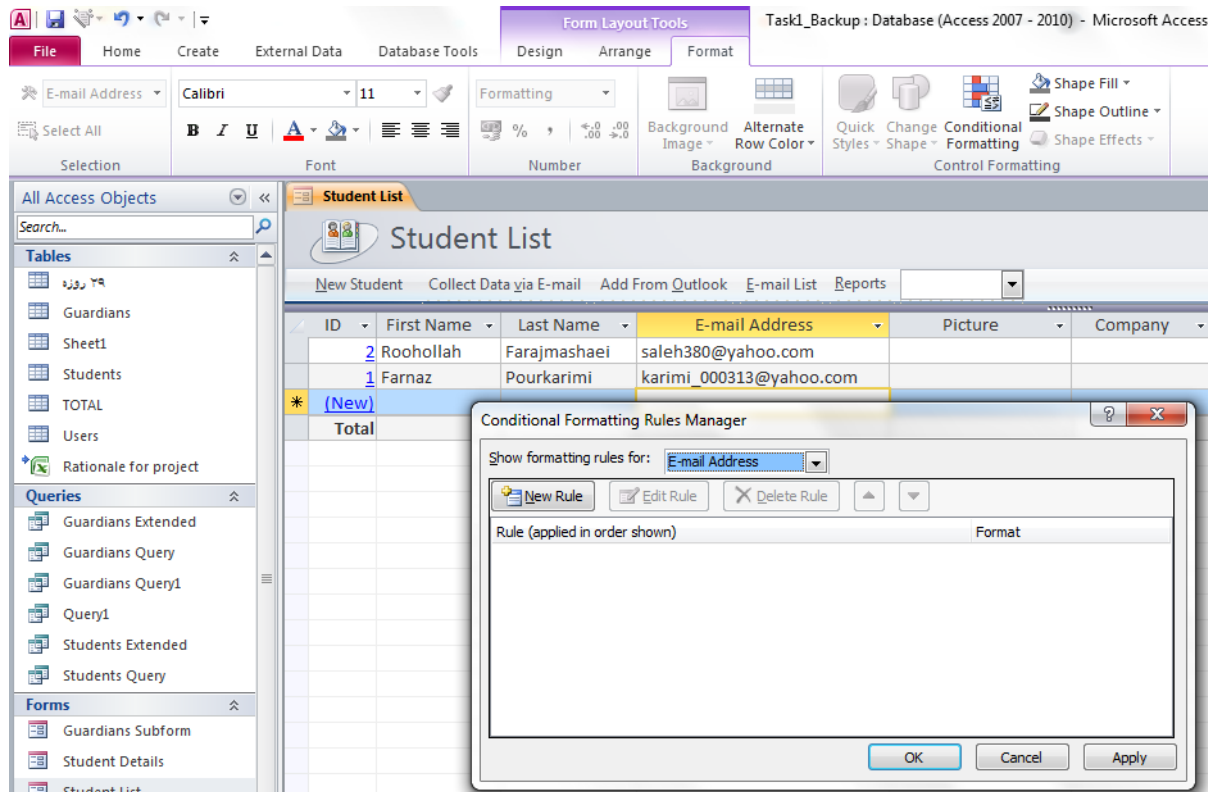 Form Layout Tools
Task1_Backup : Database (Access 2007 - 2010) - Microsoft Access
File Home Create External Data Database Tools Design Arrange Format
E-mail Address Calibri 11 Formatting Shape Fill
Select All B I U A % , .0 .00 .00 .0 Background Image Alternate Row Color Quick Styles Change Shape Conditional Formatting Shape Outline
Shape Effects
Selection Font Number Background Control Formatting
All Access Objects
Student List
Search...
Student List
Tables
۲۹ روزه
New Student Collect Data via E-mail Add From Outlook E-mail List Reports
Guardians
ID First Name Last Name E-mail Address Picture Company
Sheet1
2 Roohollah Farajmashaei saleh380@yahoo.com
Students
1 Farnaz Pourkarimi karimi_000313@yahoo.com
TOTAL
* (New)
Users
Total
Rationale for project
Conditional Formatting Rules Manager
Show formatting rules for: E-mail Address
New Rule Edit Rule Delete Rule
Rule (applied in order shown) Format
Queries
Guardians Extended
Guardians Query
Guardians Query1
Query1
Students Extended
Students Query
Forms
Guardians Subform
Student Details
Student List
OK Cancel Apply